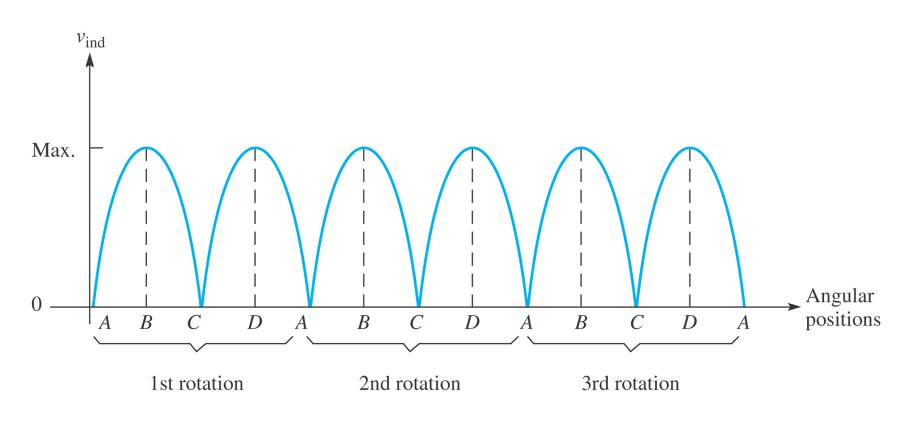 v_ind
Max.
0
A B C D A B C D A B C D A
Angular
positions
1st rotation 2nd rotation 3rd rotation